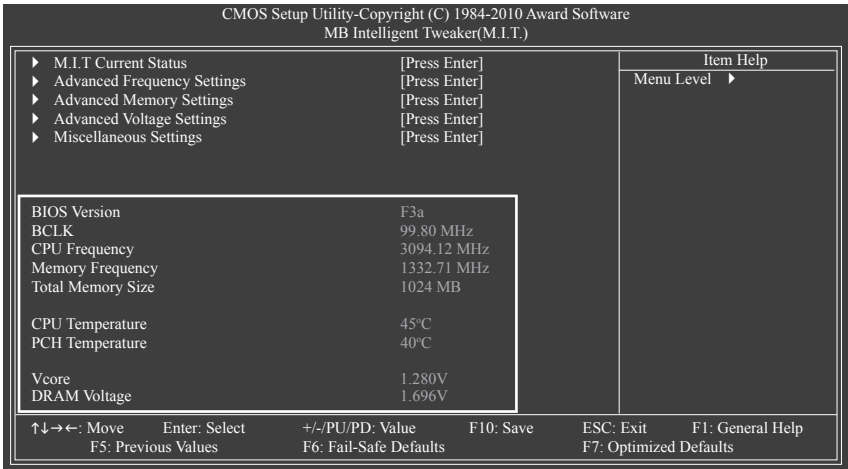 CMOS Setup Utility-Copyright (C) 1984-2010 Award Software
MB Intelligent Tweaker(M.I.T.)
▶ M.I.T Current Status [Press Enter]
▶ Advanced Frequency Settings [Press Enter]
▶ Advanced Memory Settings [Press Enter]
▶ Advanced Voltage Settings [Press Enter]
▶ Miscellaneous Settings [Press Enter]
Item Help
Menu Level ▶
BIOS Version F3a
BCLK 99.80 MHz
CPU Frequency 3094.12 MHz
Memory Frequency 1332.71 MHz
Total Memory Size 1024 MB
CPU Temperature 45°C
PCH Temperature 40°C
Vcore 1.280V
DRAM Voltage 1.696V
↑↓→←: Move Enter: Select +/-/PU/PD: Value F10: Save ESC: Exit F1: General Help
F5: Previous Values F6: Fail-Safe Defaults F7: Optimized Defaults